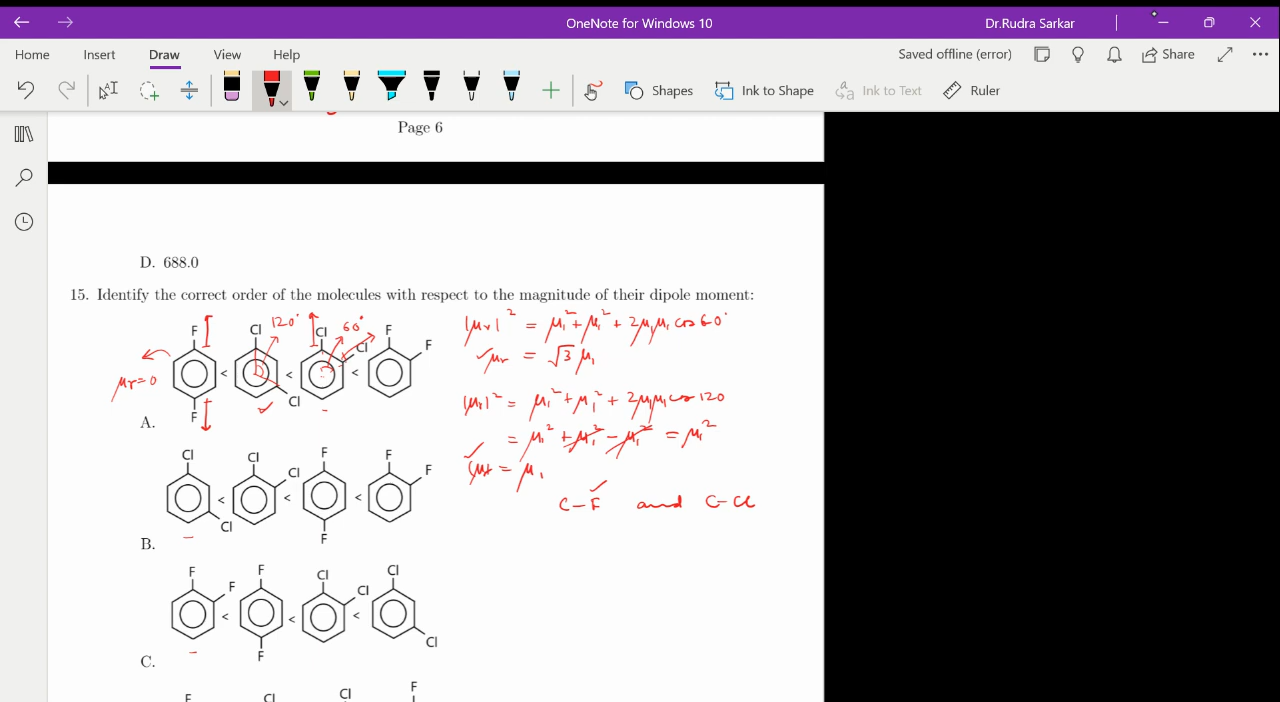 OneNote for Windows 10
Dr.Rudra Sarkar
Home Insert Draw View Help
Saved offline (error)
Share
Shapes
Ink to Shape
Ink to Text
Ruler
Page 6
D. 688.0
15. Identify the correct order of the molecules with respect to the magnitude of their dipole moment:
F Cl 120° Cl 60° Cl F F
< < <
μr=0
F Cl
A.
|μr|² = μ₁² + μ₁² + 2μ₁μ₁ cos 60°
✓μr = √3 μ₁
|μr|² = μ₁² + μ₁² + 2μ₁μ₁ cos 120
= μ₁² + μ₁² - μ₁² = μ₁²
μr = μ₁
C-F and C-Cl
Cl Cl Cl F F F
< < <
Cl F
B.
F F F Cl Cl Cl
< < <
F Cl
C.
F Cl Cl F